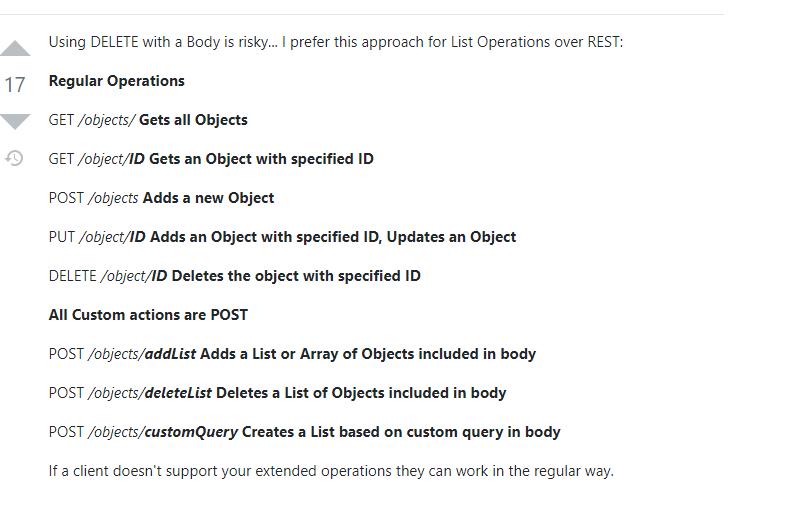 Using DELETE with a Body is risky... I prefer this approach for List Operations over REST:
17
Regular Operations
GET /objects/ Gets all Objects
GET /object/ID Gets an Object with specified ID
POST /objects Adds a new Object
PUT /object/ID Adds an Object with specified ID, Updates an Object
DELETE /object/ID Deletes the object with specified ID
All Custom actions are POST
POST /objects/addList Adds a List or Array of Objects included in body
POST /objects/deleteList Deletes a List of Objects included in body
POST /objects/customQuery Creates a List based on custom query in body
If a client doesn't support your extended operations they can work in the regular way.